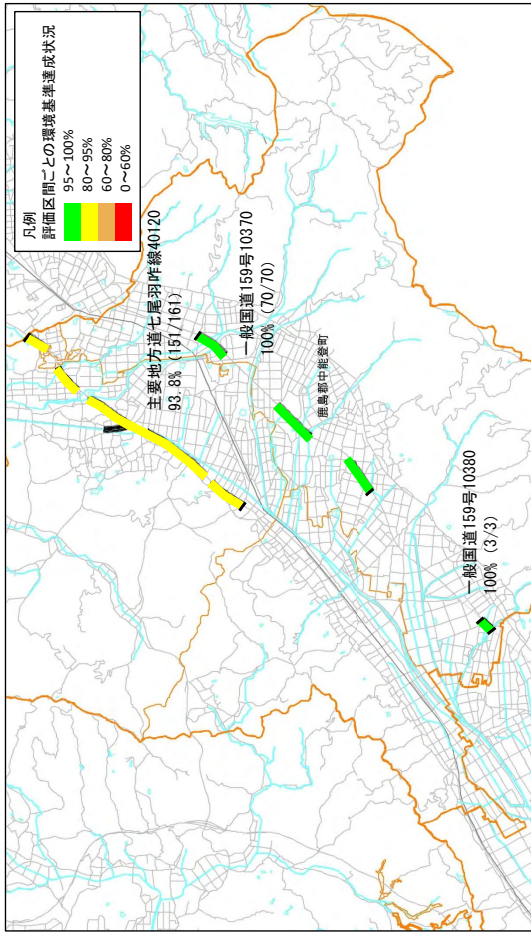 凡例
評価区間ごとの環境基準達成状況
95～100%
80～95%
60～80%
0～60%
主要地方道七尾羽咋線40120
93.8% (151/161)
一般国道159号10370
100% (70/70)
鹿島郡中能登町
一般国道159号10380
100% (3/3)